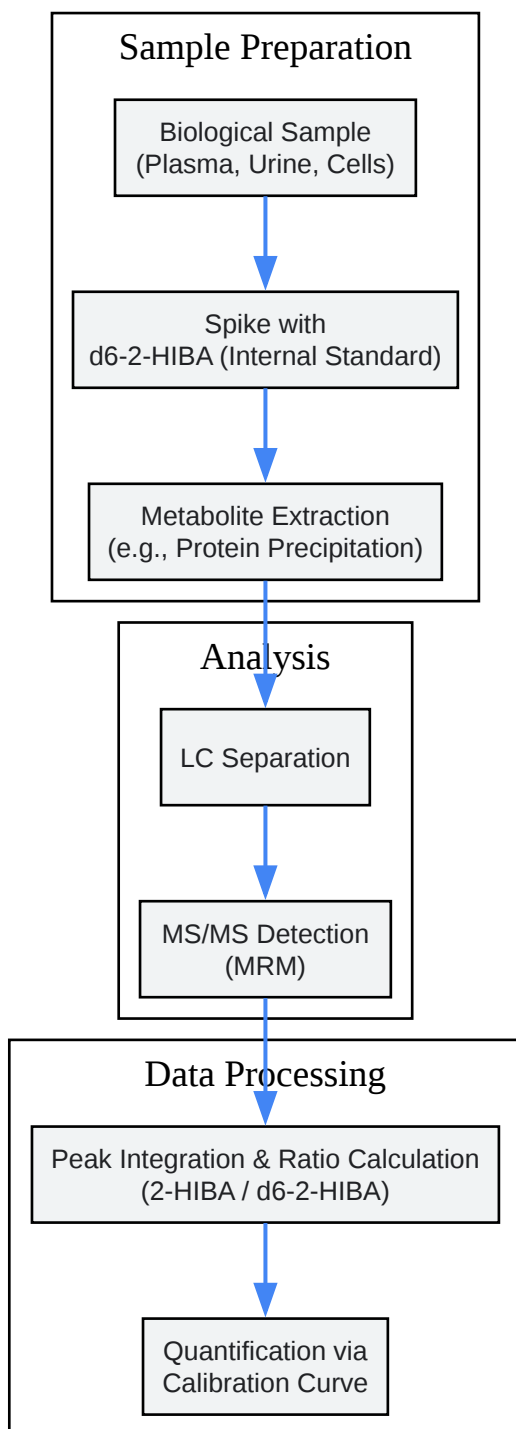 Sample Preparation
Biological Sample
(Plasma, Urine, Cells)
Spike with
d6-2-HIBA (Internal Standard)
Metabolite Extraction
(e.g., Protein Precipitation)
Analysis
LC Separation
MS/MS Detection
(MRM)
Data Processing
Peak Integration & Ratio Calculation
(2-HIBA / d6-2-HIBA)
Quantification via
Calibration Curve